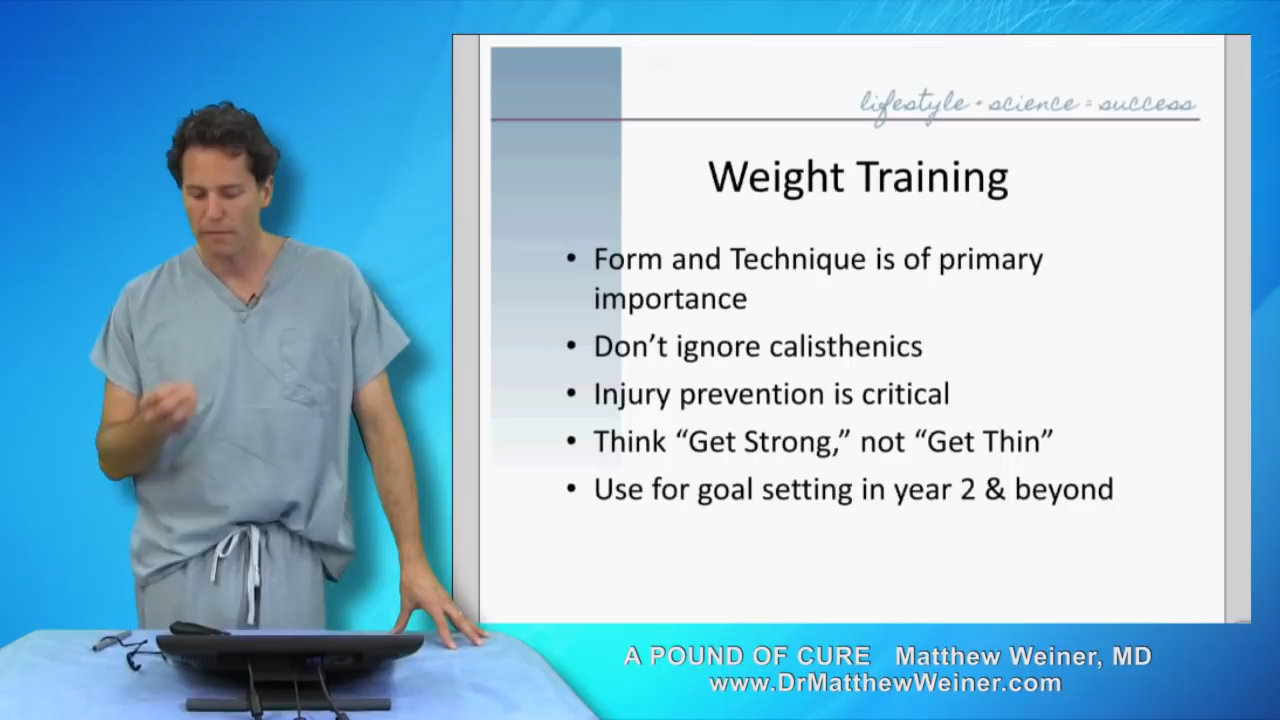 lifestyle + science = success
Weight Training
• Form and Technique is of primary
importance
• Don't ignore calisthenics
• Injury prevention is critical
• Think “Get Strong,” not “Get Thin”
• Use for goal setting in year 2 & beyond
A POUND OF CURE Matthew Weiner, MD
www.DrMatthewWeiner.com